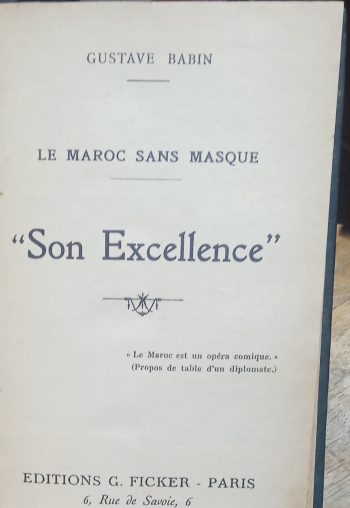 GUSTAVE BABIN
LE MAROC SANS MASQUE
“Son Excellence”
« Le Maroc est un opéra comique. »
(Propos de table d'un diplomate.)
EDITIONS G. FICKER - PARIS
6, Rue de Savoie, 6